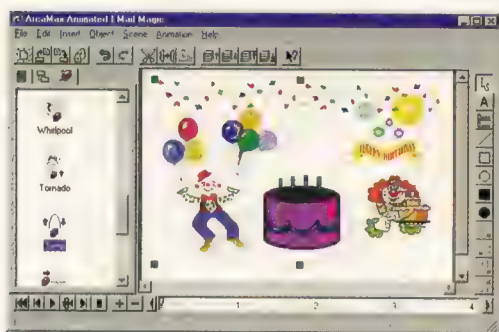 ArcaMax Animated E Mail Magic
File Edit Insert Object Scene Animation Help
Whirlpool
Tornado
HAPPY BIRTHDAY
A
1 2 3 4